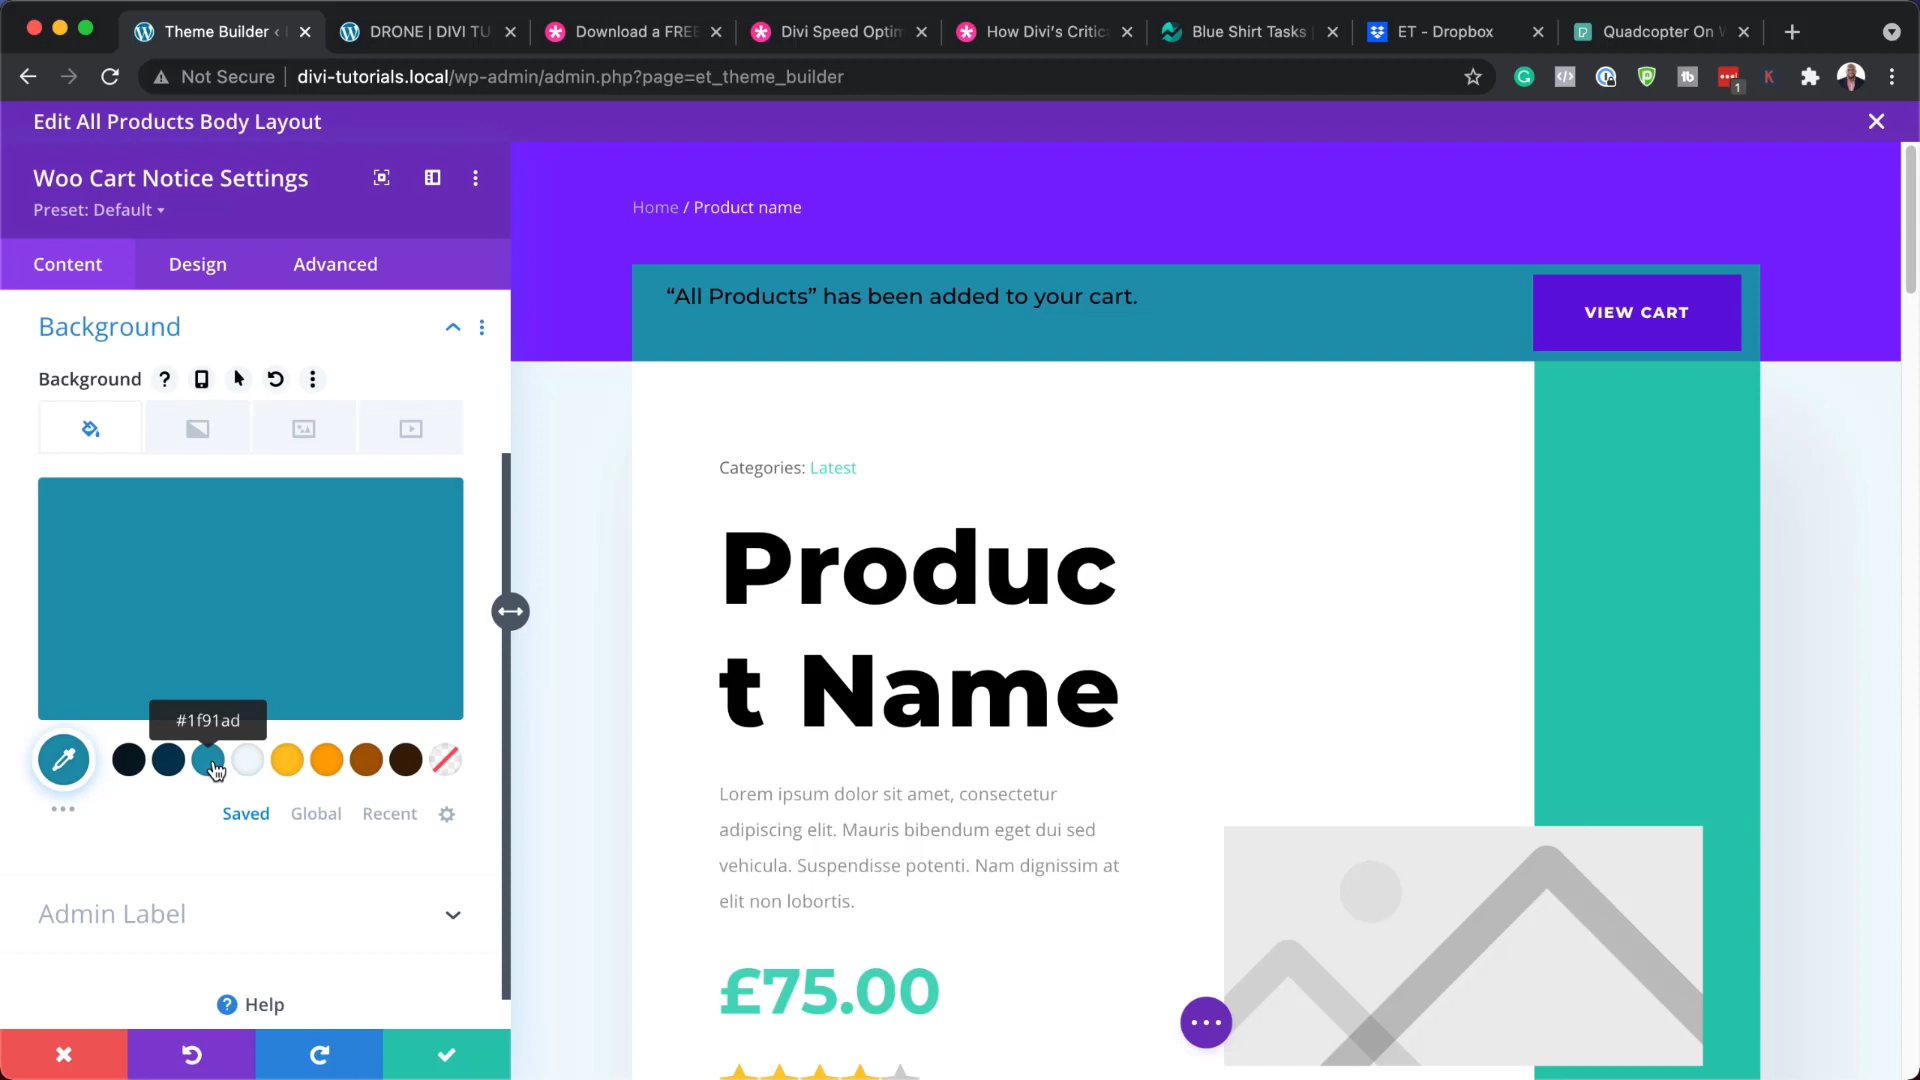 Theme Builder ‹
DRONE | DIVI TU
Download a FREE
Divi Speed Optim
How Divi's Critica
Blue Shirt Tasks
ET - Dropbox
Quadcopter On V
Not Secure
divi-tutorials.local/wp-admin/admin.php?page=et_theme_builder
1
Edit All Products Body Layout
Woo Cart Notice Settings
Preset: Default
Content
Design
Advanced
Background
Background
#1f91ad
Saved
Global
Recent
Admin Label
Help
Home / Product name
“All Products” has been added to your cart.
VIEW CART
Categories: Latest
Produc
t Name
Lorem ipsum dolor sit amet, consectetur
adipiscing elit. Mauris bibendum eget dui sed
vehicula. Suspendisse potenti. Nam dignissim at
elit non lobortis.
£75.00